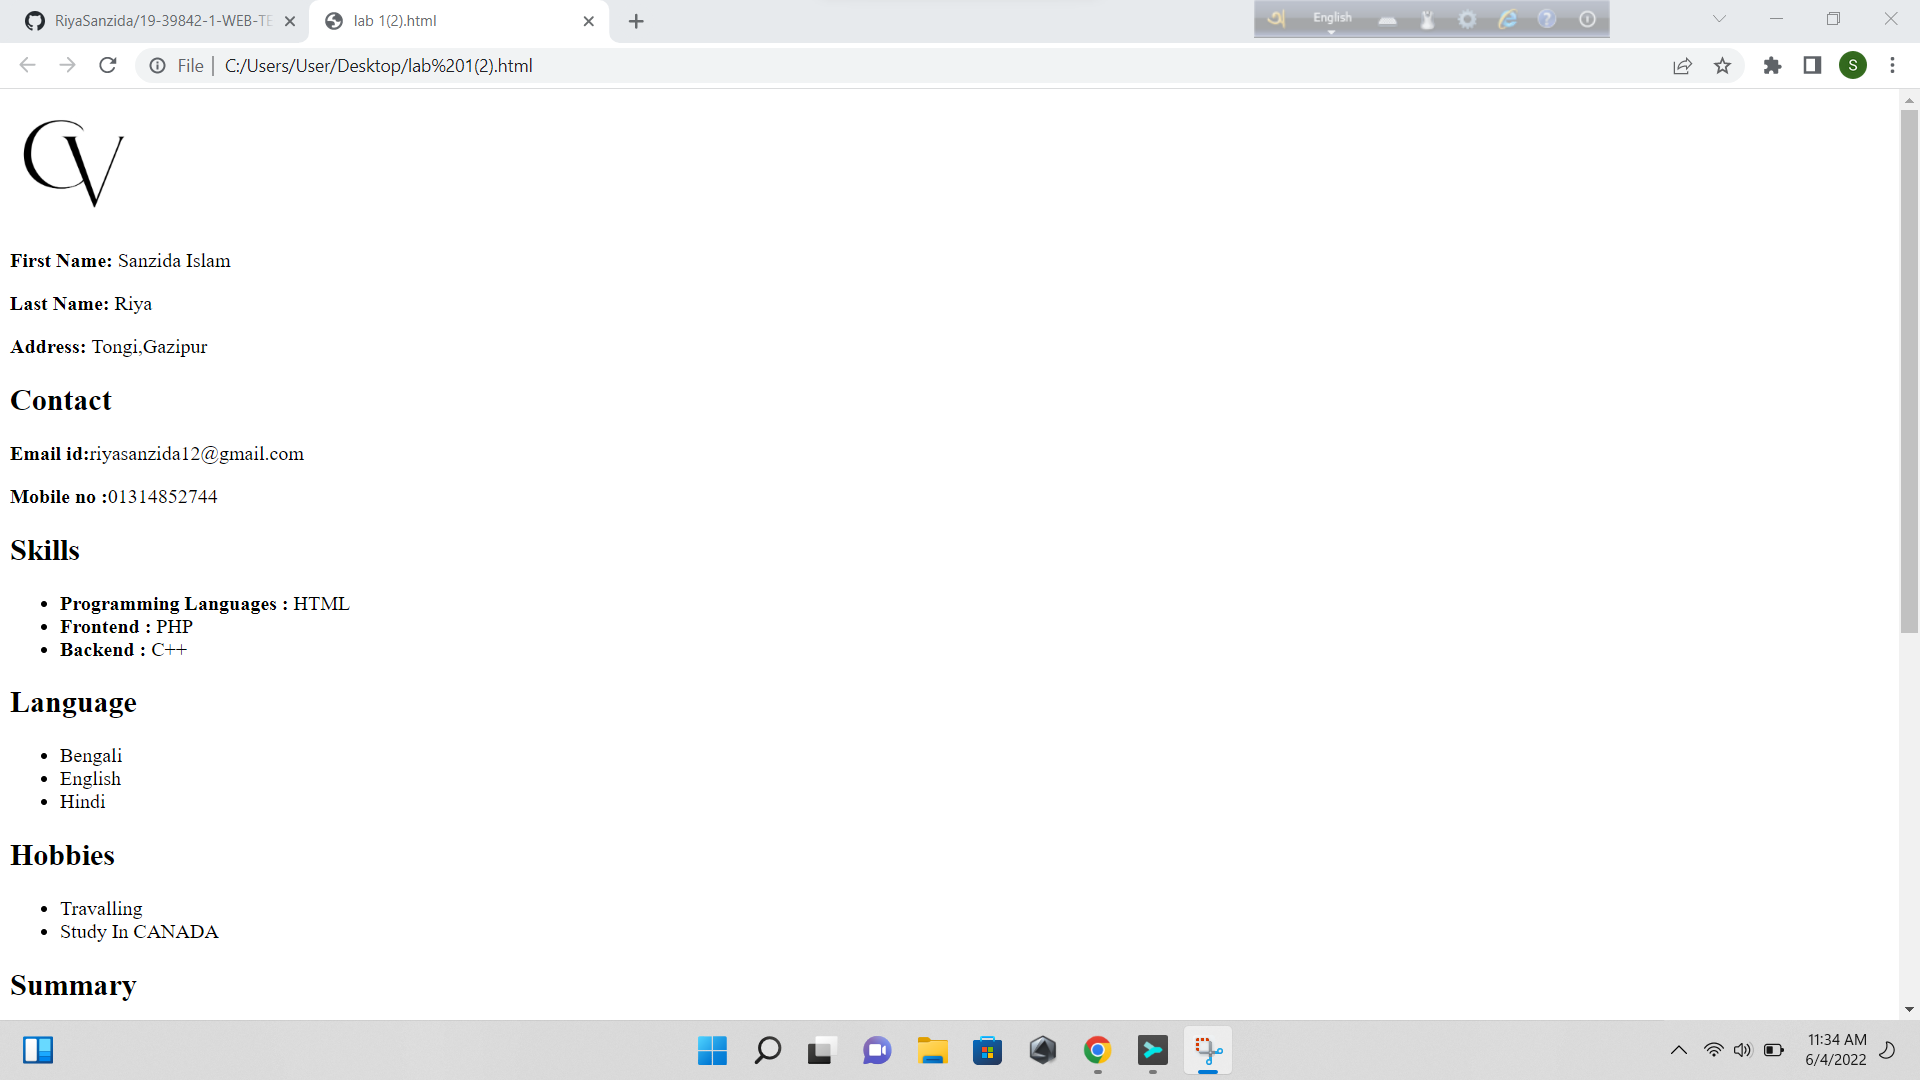 RiyaSanzida/19-39842-1-WEB-TE
lab 1(2).html
English
File
C:/Users/User/Desktop/lab%201(2).html
S
CV
First Name: Sanzida Islam
Last Name: Riya
Address: Tongi,Gazipur
Contact
Email id:riyasanzida12@gmail.com
Mobile no :01314852744
Skills
Programming Languages : HTML
Frontend : PHP
Backend : C++
Language
Bengali
English
Hindi
Hobbies
Travalling
Study In CANADA
Summary
11:34 AM
6/4/2022